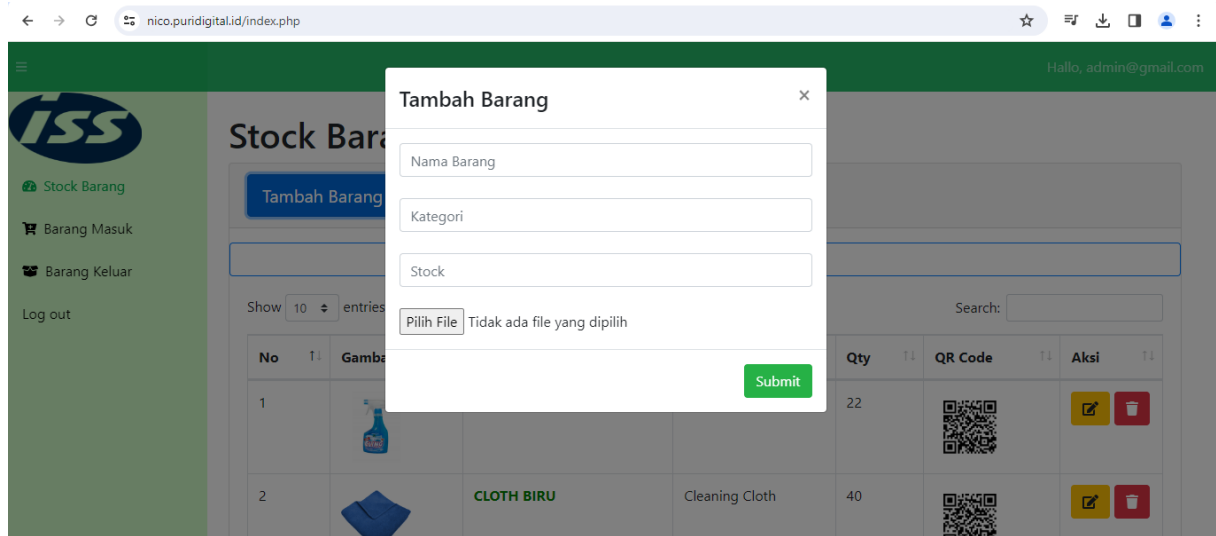 nico.puridigital.id/index.php
Hallo, admin@gmail.com
iss
Stock Barang
Barang Masuk
Barang Keluar
Log out
Stock
Tambah Barang
Show 10 entries
Search:
No
Qty QR Code Aksi
1 22
2 CLOTH BIRU Cleaning Cloth 40
Tambah Barang ×
Nama Barang
Kategori
Stock
Pilih File Tidak ada file yang dipilih
Submit